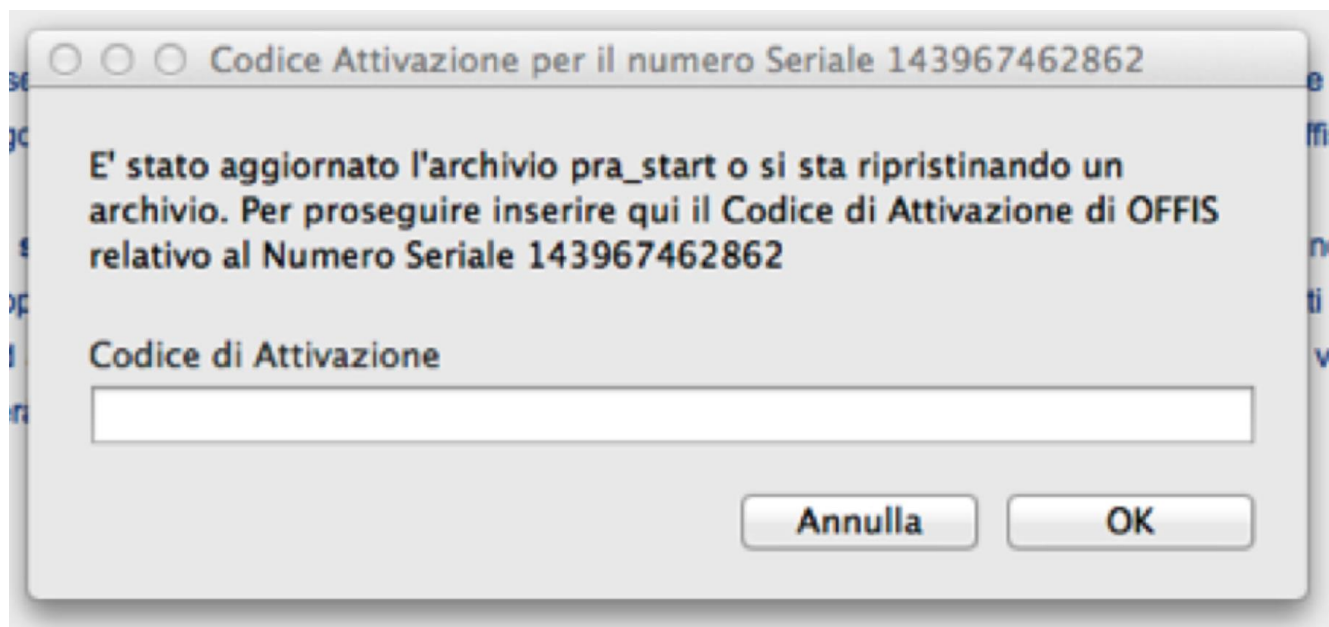 Codice Attivazione per il numero Seriale 143967462862
E' stato aggiornato l'archivio pra_start o si sta ripristinando un
archivio. Per proseguire inserire qui il Codice di Attivazione di OFFIS
relativo al Numero Seriale 143967462862
Codice di Attivazione
Annulla OK